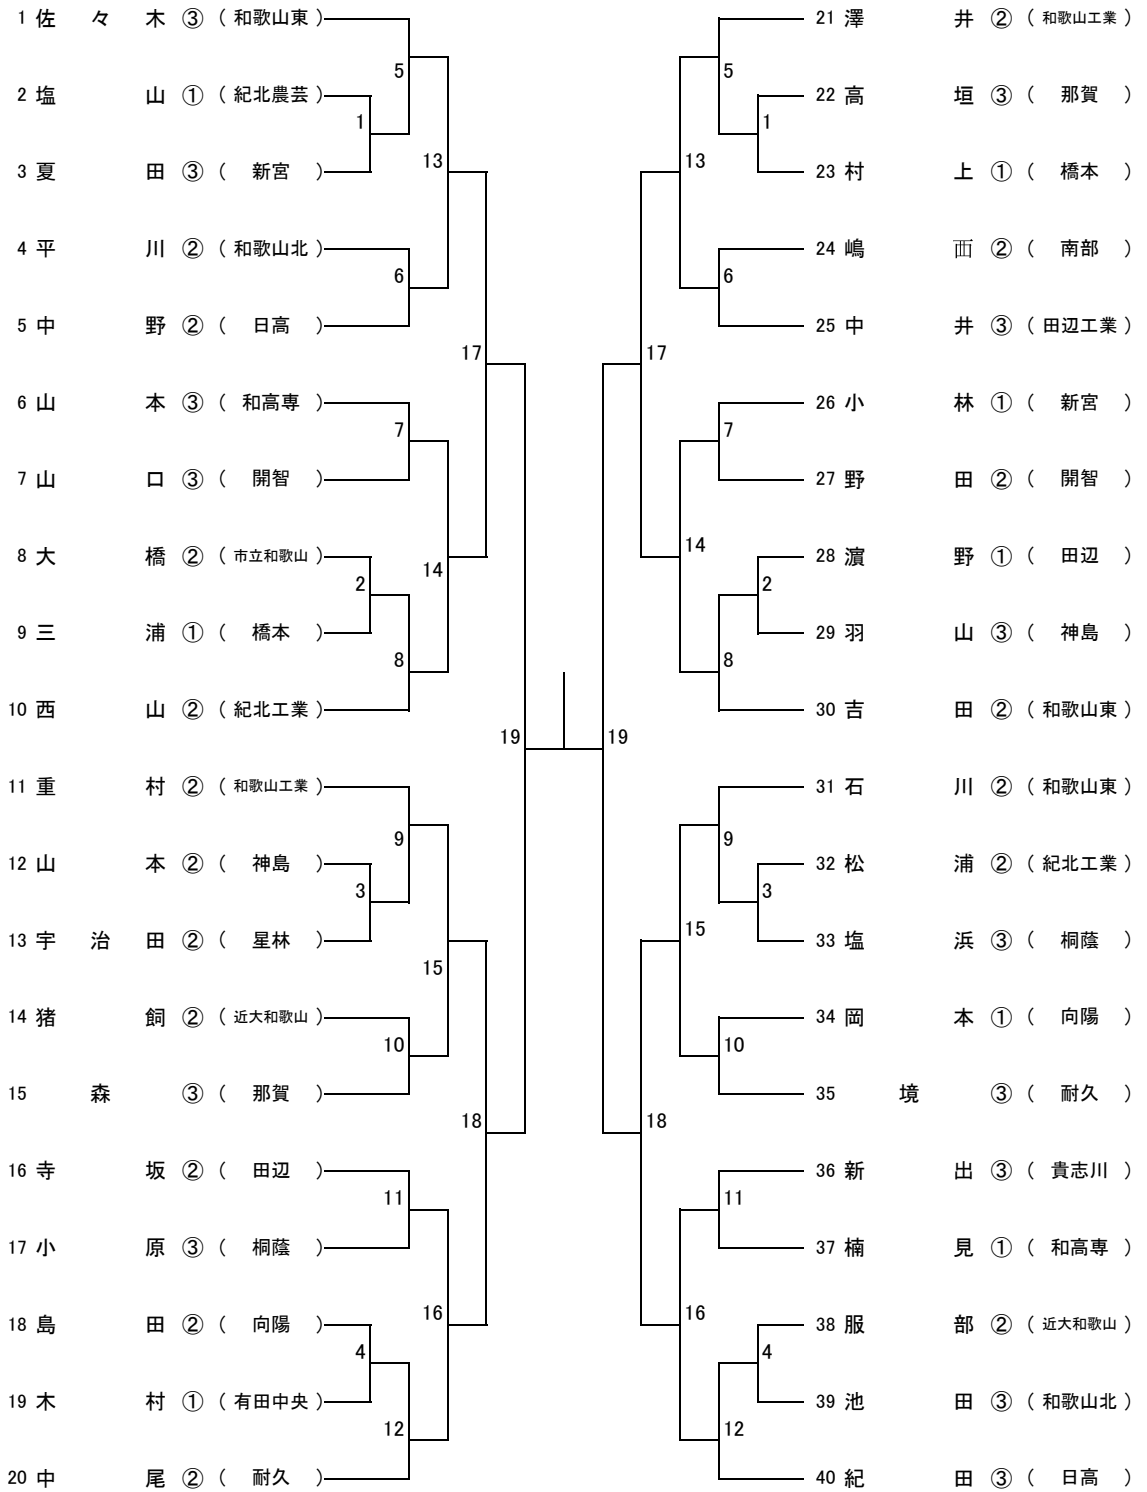 1 佐々木 ③ ( 和歌山東 )
5
2 塩山 ① ( 紀北農芸 )
1
3 夏田 ③ ( 新宮 )
13
4 平川 ② ( 和歌山北 )
6
5 中野 ② ( 日高 )
17
6 山本 ③ ( 和高専 )
7
7 山口 ③ ( 開智 )
8 大橋 ② ( 市立和歌山 )
14
2
9 三浦 ① ( 橋本 )
8
10 西山 ② ( 紀北工業 )
19
11 重村 ② ( 和歌山工業 )
9
12 山本 ② ( 神島 )
3
13 宇治田 ② ( 星林 )
15
14 猪飼 ② ( 近大和歌山 )
10
15 森 ③ ( 那賀 )
18
16 寺坂 ② ( 田辺 )
11
17 小原 ③ ( 桐蔭 )
16
18 島田 ② ( 向陽 )
4
19 木村 ① ( 有田中央 )
12
20 中尾 ② ( 耐久 )
21 澤井 ② ( 和歌山工業 )
5
22 高垣 ③ ( 那賀 )
1
23 村上 ① ( 橋本 )
13
24 嶋田 ② ( 南部 )
6
25 中井 ③ ( 田辺工業 )
17
26 小林 ① ( 新宮 )
7
27 野田 ② ( 開智 )
14
28 濵野 ① ( 田辺 )
2
29 羽山 ③ ( 神島 )
8
30 吉田 ② ( 和歌山東 )
19
31 石川 ② ( 和歌山東 )
9
32 松浦 ② ( 紀北工業 )
3
33 塩浜 ③ ( 桐蔭 )
15
34 岡本 ① ( 向陽 )
10
35 境 ③ ( 耐久 )
18
36 新出 ③ ( 貴志川 )
11
37 楠見 ① ( 和高専 )
16
38 服部 ② ( 近大和歌山 )
4
39 池田 ③ ( 和歌山北 )
12
40 紀田 ③ ( 日高 )